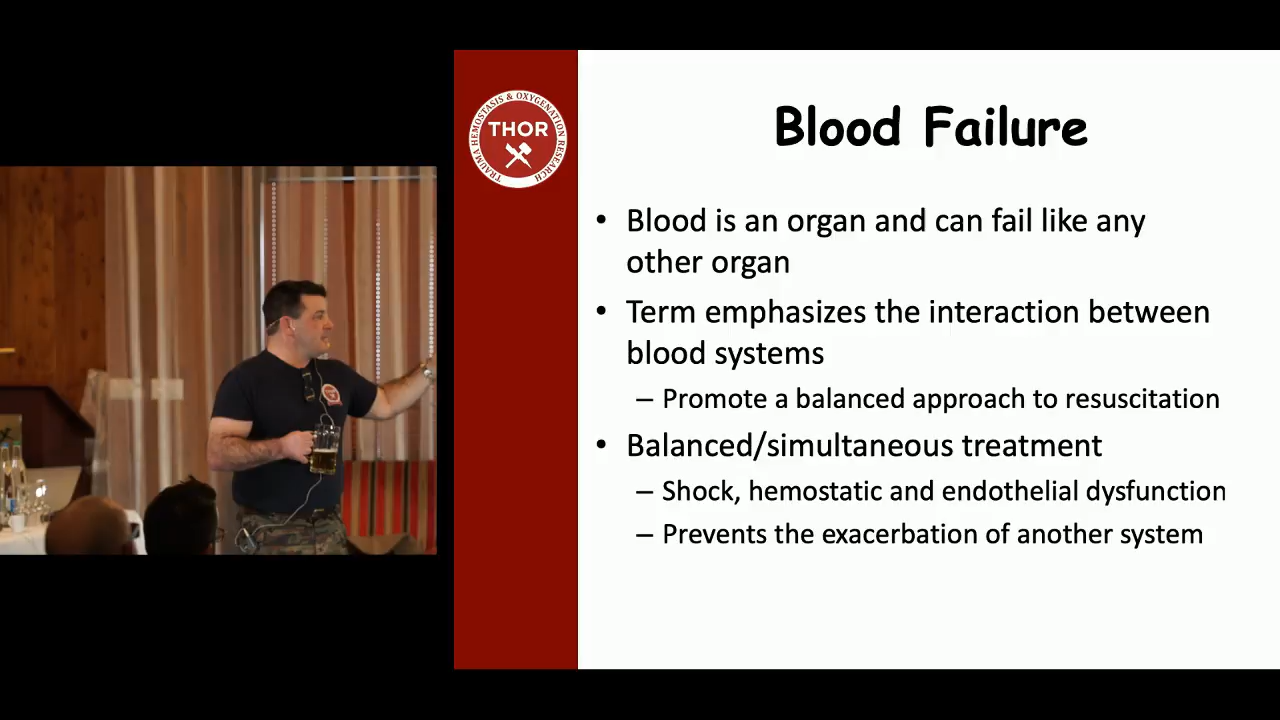 TRAUMA HEMOSTASIS & OXYGENATION RESEARCH
THOR
Blood Failure
• Blood is an organ and can fail like any
other organ
• Term emphasizes the interaction between
blood systems
– Promote a balanced approach to resuscitation
• Balanced/simultaneous treatment
– Shock, hemostatic and endothelial dysfunction
– Prevents the exacerbation of another system